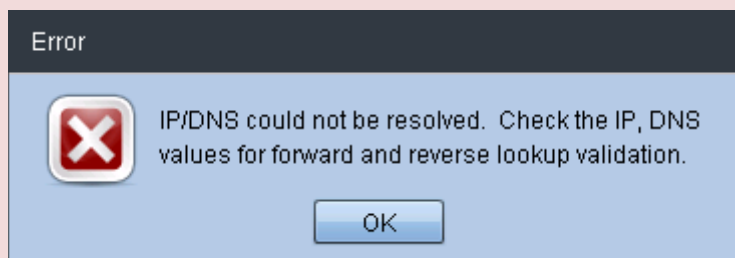 Error
IP/DNS could not be resolved.  Check the IP, DNS
values for forward and reverse lookup validation.
OK